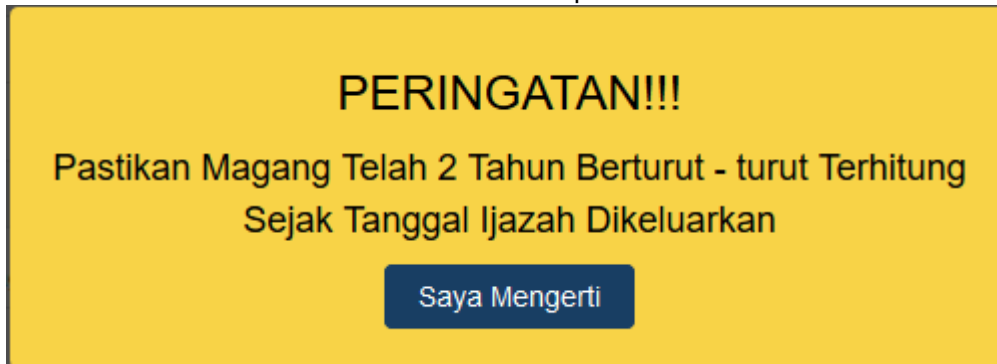 PERINGATAN!!!
Pastikan Magang Telah 2 Tahun Berturut - turut Terhitung
Sejak Tanggal Ijazah Dikeluarkan
Saya Mengerti